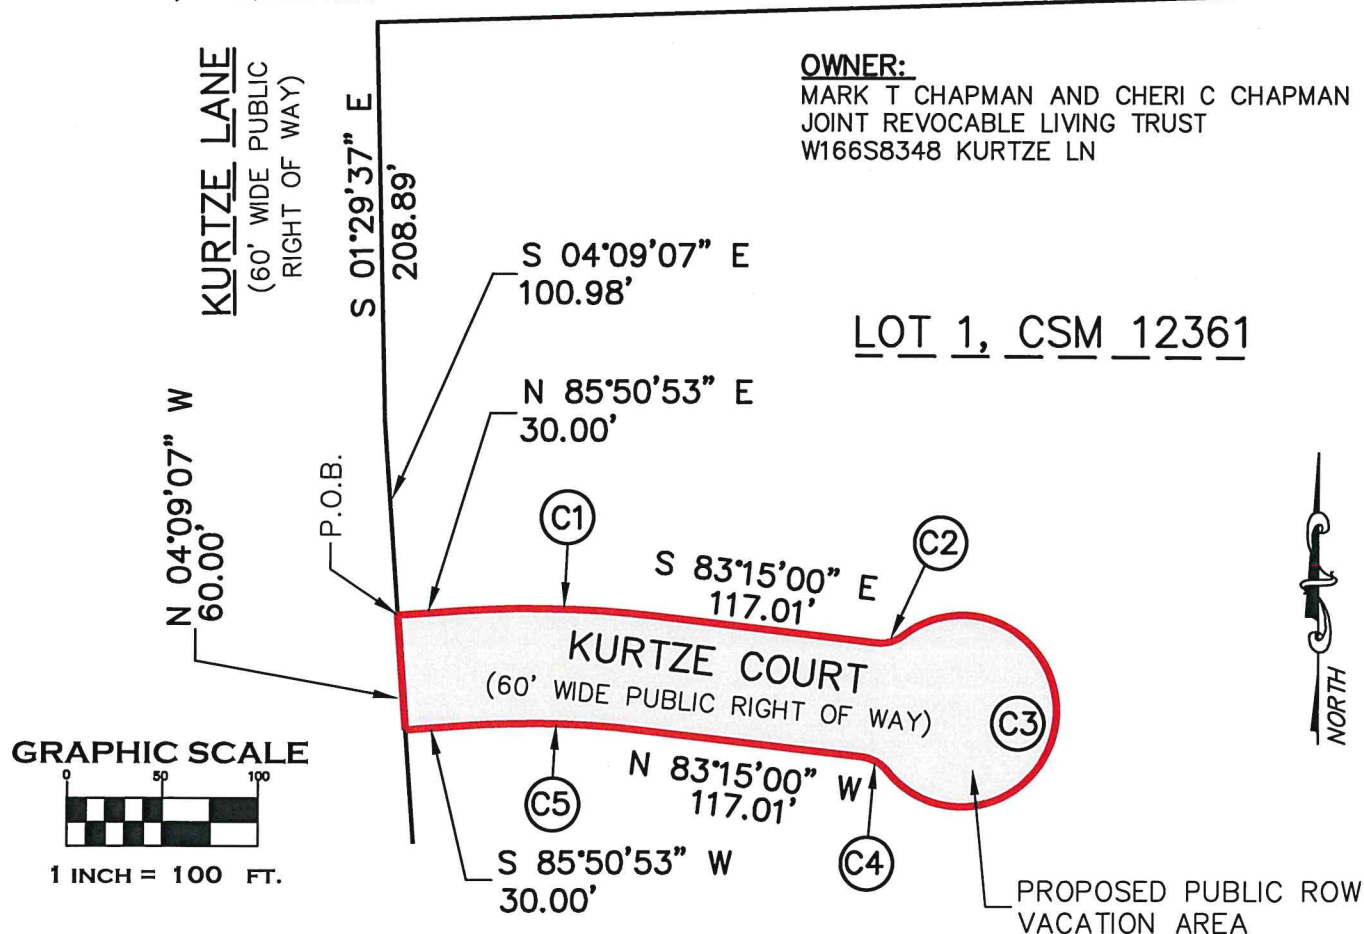 KURTZE LANE
(60' WIDE PUBLIC
RIGHT OF WAY)
S 01°29'37" E
208.89'
OWNER:
MARK T CHAPMAN AND CHERI C CHAPMAN
JOINT REVOCABLE LIVING TRUST
W166S8348 KURTZE LN
S 04°09'07" E
100.98'
LOT 1, CSM 12361
N 85°50'53" E
30.00'
N 04°09'07" W
60.00'
P.O.B.
C1
S 83°15'00" E
117.01'
C2
KURTZE COURT
(60' WIDE PUBLIC RIGHT OF WAY)
C3
NORTH
N 83°15'00" W
117.01'
C5
C4
S 85°50'53" W
30.00'
GRAPHIC SCALE
0 50 100
1 INCH = 100 FT.
PROPOSED PUBLIC ROW
VACATION AREA